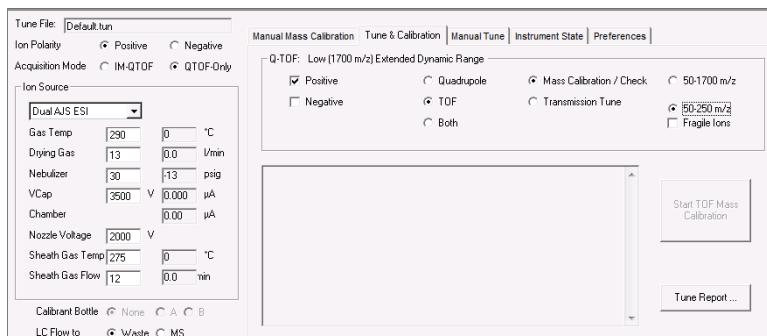 Tune File: Default.tun
Ion Polarity Positive Negative
Acquisition Mode IM-QTOF QTOF-Only
Ion Source
Dual AJS ESI
Gas Temp 290 0 °C
Drying Gas 13 0.0 l/min
Nebulizer 30 -13 psig
VCap 3500 V 0.000 µA
Chamber 0.00 µA
Nozzle Voltage 2000 V
Sheath Gas Temp 275 0 °C
Sheath Gas Flow 12 0.0 min
Calibrant Bottle None A B
LC Flow to Waste MS
Manual Mass Calibration Tune & Calibration Manual Tune Instrument State Preferences
Q-TOF: Low (1700 m/z) Extended Dynamic Range
Positive Quadrupole Mass Calibration / Check 50-1700 m/z
Negative TOF Transmission Tune 50-250 m/z
Both Fragile Ions
Start TOF Mass
Calibration
Tune Report ...